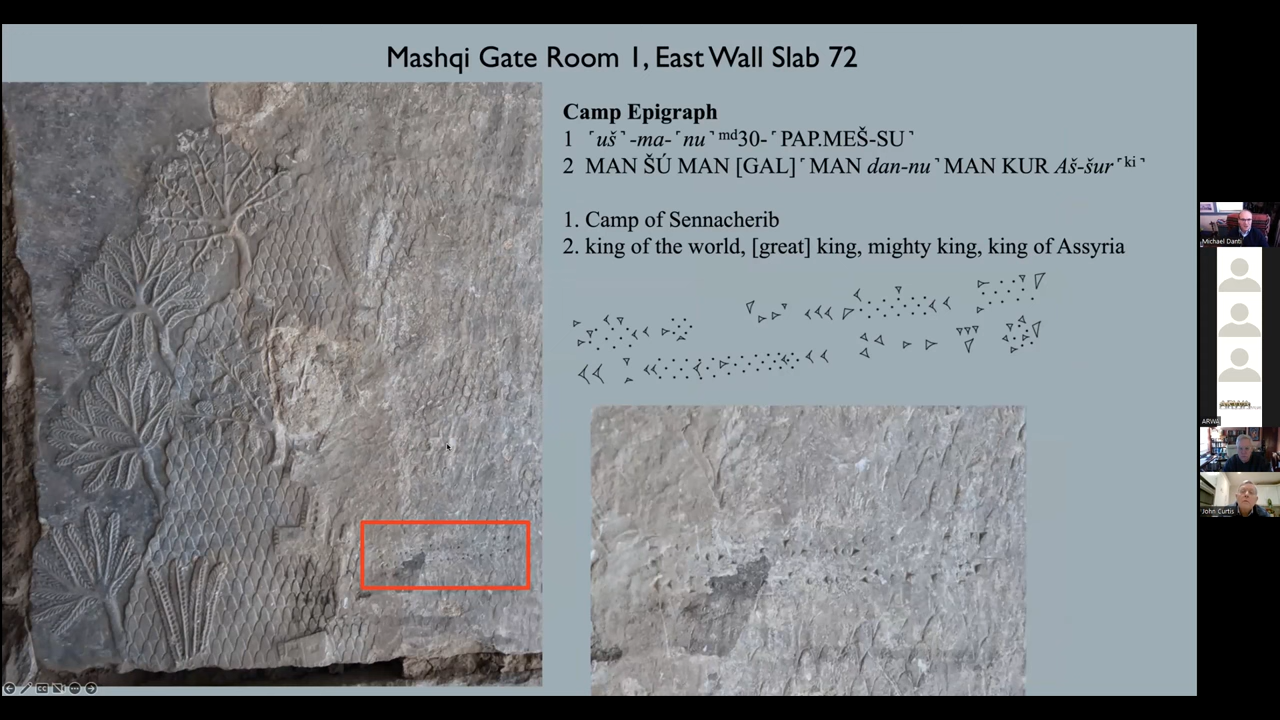 Mashqi Gate Room 1, East Wall Slab 72
Camp Epigraph
1 ⸢uš⸣-ma-⸢nu⸣ ᵐᵈ30-⸢PAP.MEŠ-SU⸣
2 MAN ŠÚ MAN [GAL] ⸢MAN dan-nu⸣ MAN KUR Aš-šur ⸢ᵏⁱ⸣
1. Camp of Sennacherib
2. king of the world, [great] king, mighty king, king of Assyria
Michael Danti
ARWA
John Curtis